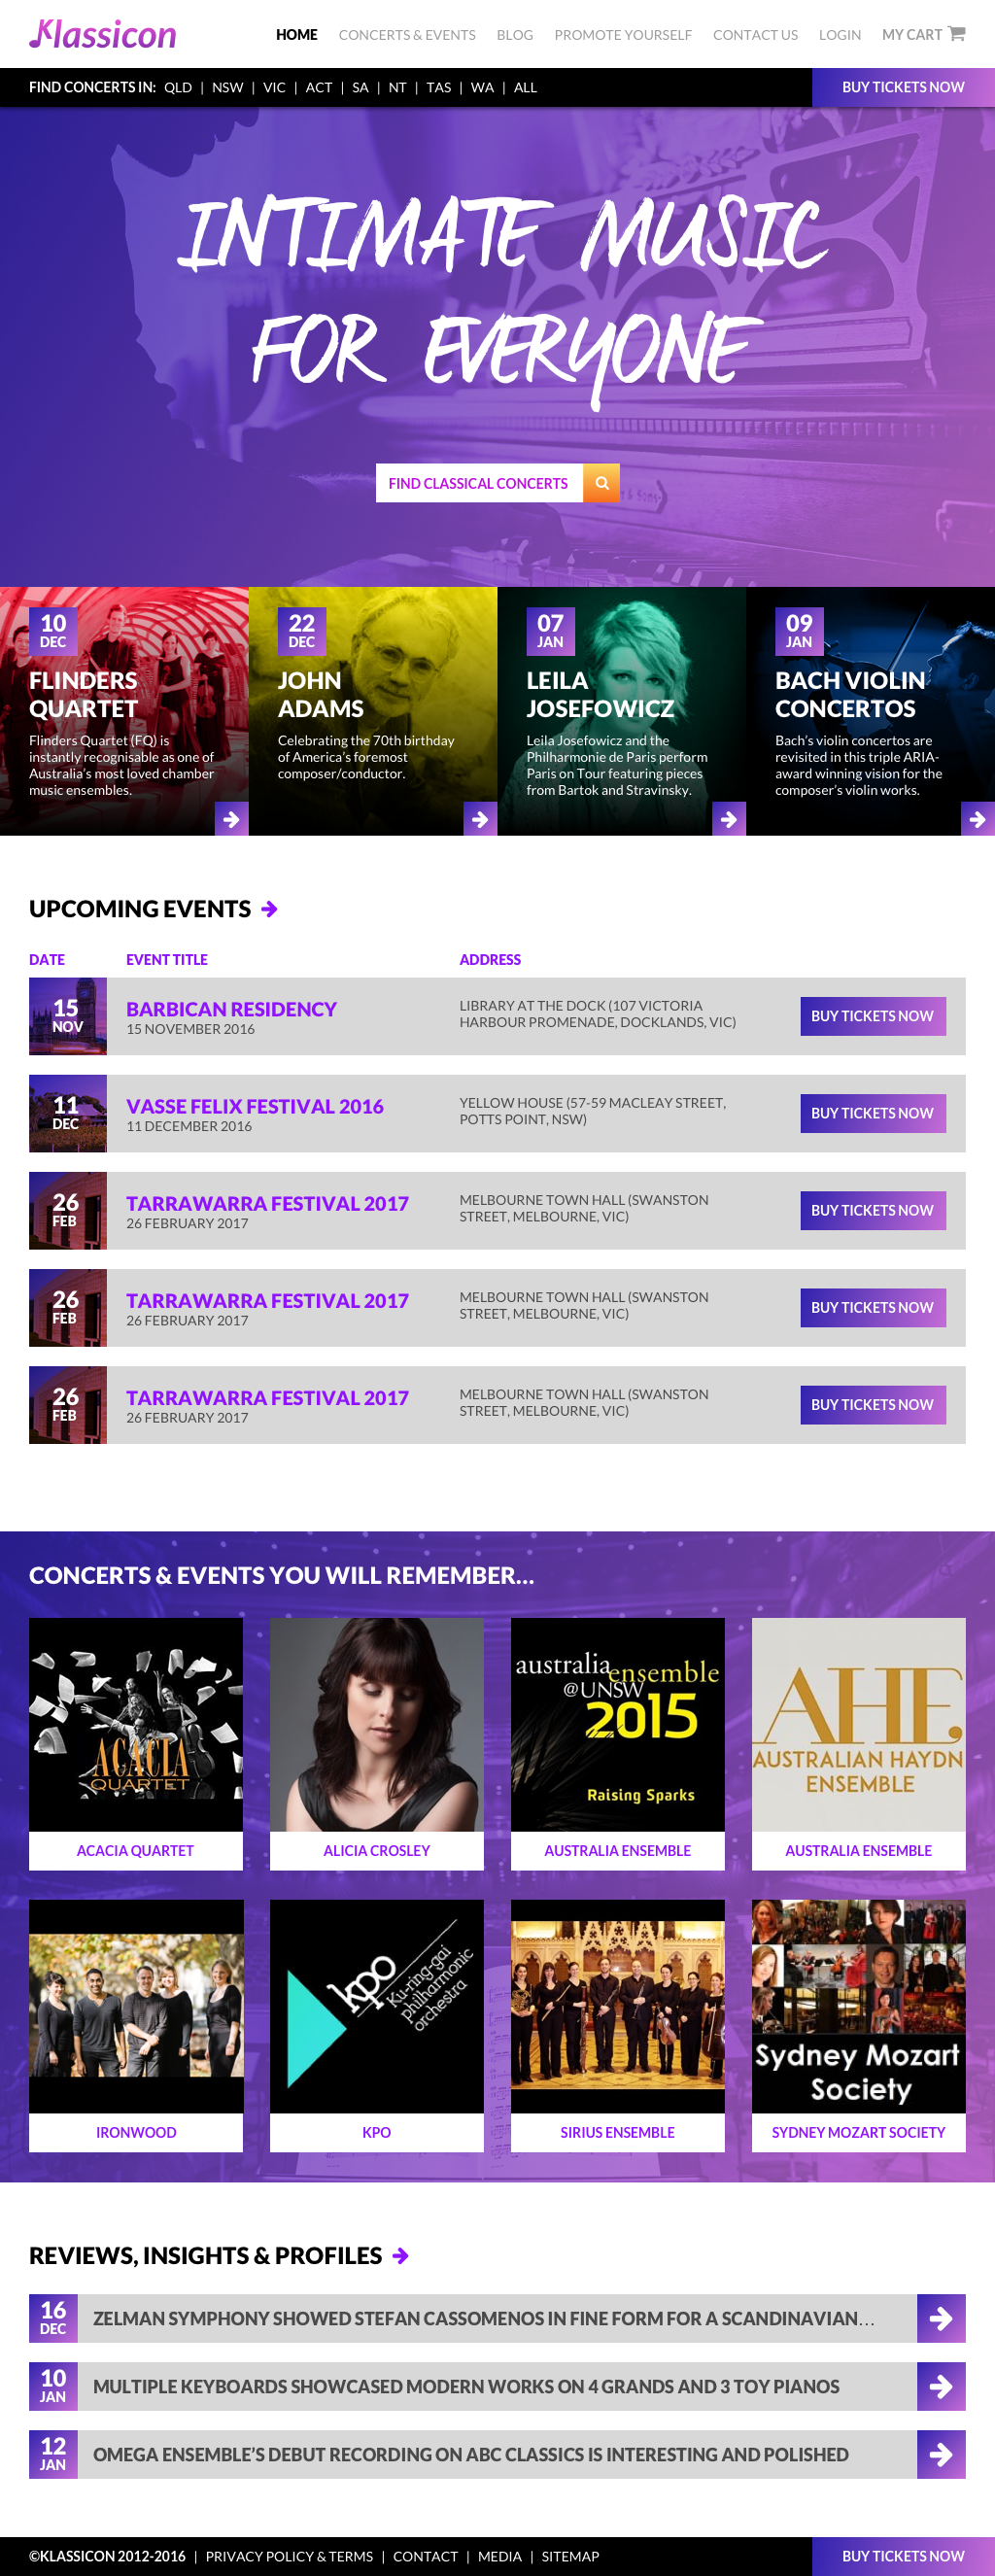 Klassicon
HOME CONCERTS & EVENTS BLOG PROMOTE YOURSELF CONTACT US LOGIN MY CART
FIND CONCERTS IN: QLD | NSW | VIC | ACT | SA | NT | TAS | WA | ALL
BUY TICKETS NOW
INTIMATE MUSIC
FOR EVERYONE
FIND CLASSICAL CONCERTS
& Sons
10
DEC
FLINDERS
QUARTET
Flinders Quartet (FQ) is
instantly recognisable as one of
Australia's most loved chamber
music ensembles.
22
DEC
JOHN
ADAMS
Celebrating the 70th birthday
of America's foremost
composer/conductor.
07
JAN
LEILA
JOSEFOWICZ
Leila Josefowicz and the
Philharmonie de Paris perform
Paris on Tour featuring pieces
from Bartok and Stravinsky.
09
JAN
BACH VIOLIN
CONCERTOS
Bach's violin concertos are
revisited in this triple ARIA-
award winning vision for the
composer's violin works.
UPCOMING EVENTS
DATE EVENT TITLE ADDRESS
15
NOV
BARBICAN RESIDENCY
15 NOVEMBER 2016
LIBRARY AT THE DOCK (107 VICTORIA
HARBOUR PROMENADE, DOCKLANDS, VIC)
BUY TICKETS NOW
11
DEC
VASSE FELIX FESTIVAL 2016
11 DECEMBER 2016
YELLOW HOUSE (57-59 MACLEAY STREET,
POTTS POINT, NSW)
BUY TICKETS NOW
26
FEB
TARRAWARRA FESTIVAL 2017
26 FEBRUARY 2017
MELBOURNE TOWN HALL (SWANSTON
STREET, MELBOURNE, VIC)
BUY TICKETS NOW
26
FEB
TARRAWARRA FESTIVAL 2017
26 FEBRUARY 2017
MELBOURNE TOWN HALL (SWANSTON
STREET, MELBOURNE, VIC)
BUY TICKETS NOW
26
FEB
TARRAWARRA FESTIVAL 2017
26 FEBRUARY 2017
MELBOURNE TOWN HALL (SWANSTON
STREET, MELBOURNE, VIC)
BUY TICKETS NOW
CONCERTS & EVENTS YOU WILL REMEMBER...
ACACIA
QUARTET
ACACIA QUARTET
ALICIA CROSLEY
australia
ensemble
@UNSW
2015
Raising Sparks
AUSTRALIA ENSEMBLE
AHE.
AUSTRALIAN HAYDN
ENSEMBLE
AUSTRALIA ENSEMBLE
IRONWOOD
kpo
Ku-ring-gai
philharmonic
orchestra
KPO
SIRIUS ENSEMBLE
Sydney Mozart
Society
SYDNEY MOZART SOCIETY
REVIEWS, INSIGHTS & PROFILES
16
DEC
ZELMAN SYMPHONY SHOWED STEFAN CASSOMENOS IN FINE FORM FOR A SCANDINAVIAN...
10
JAN
MULTIPLE KEYBOARDS SHOWCASED MODERN WORKS ON 4 GRANDS AND 3 TOY PIANOS
12
JAN
OMEGA ENSEMBLE'S DEBUT RECORDING ON ABC CLASSICS IS INTERESTING AND POLISHED
©KLASSICON 2012-2016 | PRIVACY POLICY & TERMS | CONTACT | MEDIA | SITEMAP
BUY TICKETS NOW